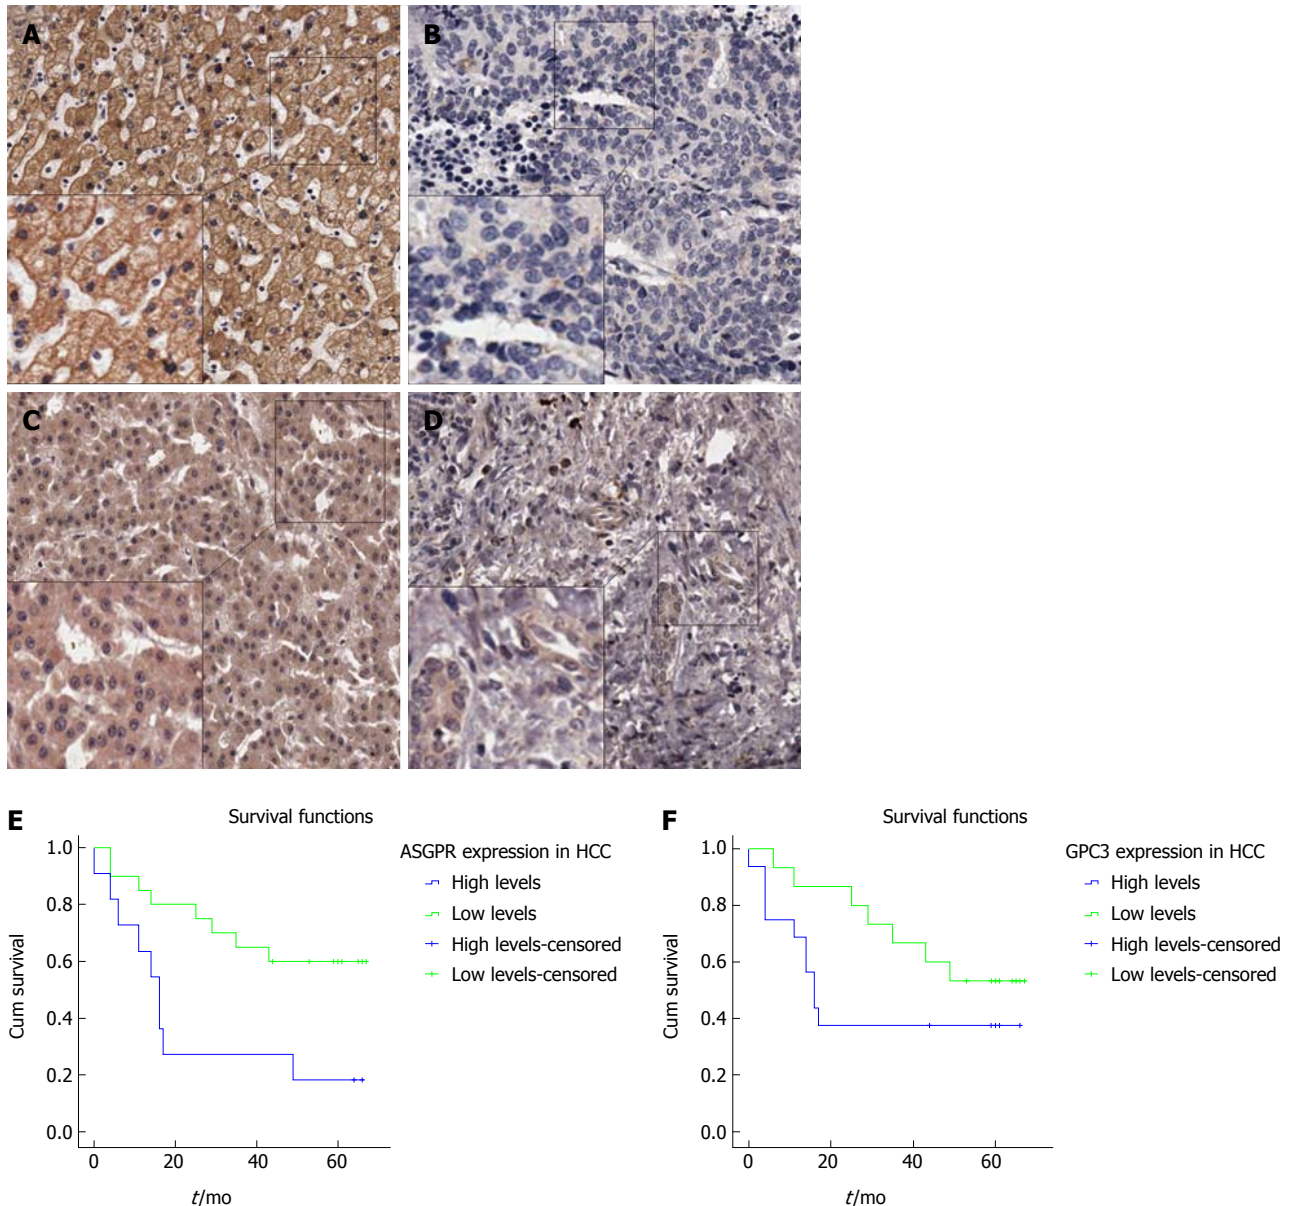 A
B
C
D
E
Survival functions
ASGPR expression in HCC
High levels
Low levels
High levels-censored
Low levels-censored
Cum survival
1.0
0.8
0.6
0.4
0.2
0.0
0 20 40 60
t/mo
F
Survival functions
GPC3 expression in HCC
High levels
Low levels
High levels-censored
Low levels-censored
Cum survival
1.0
0.8
0.6
0.4
0.2
0.0
0 20 40 60
t/mo